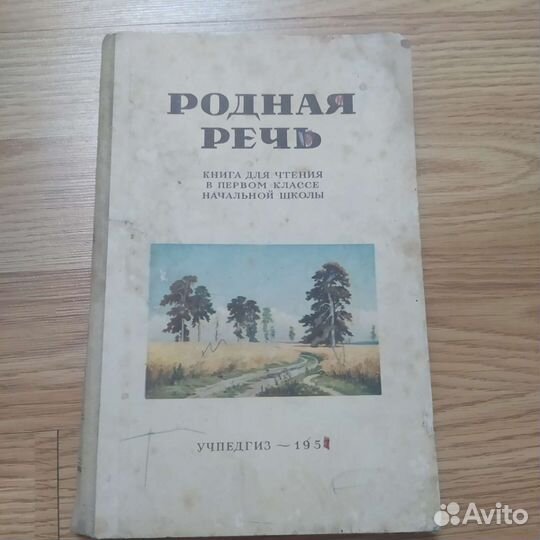 РОДНАЯ
РЕЧЬ
КНИГА ДЛЯ ЧТЕНИЯ
В ПЕРВОМ КЛАССЕ
НАЧАЛЬНОЙ ШКОЛЫ
УЧПЕДГИЗ — 195
Avito